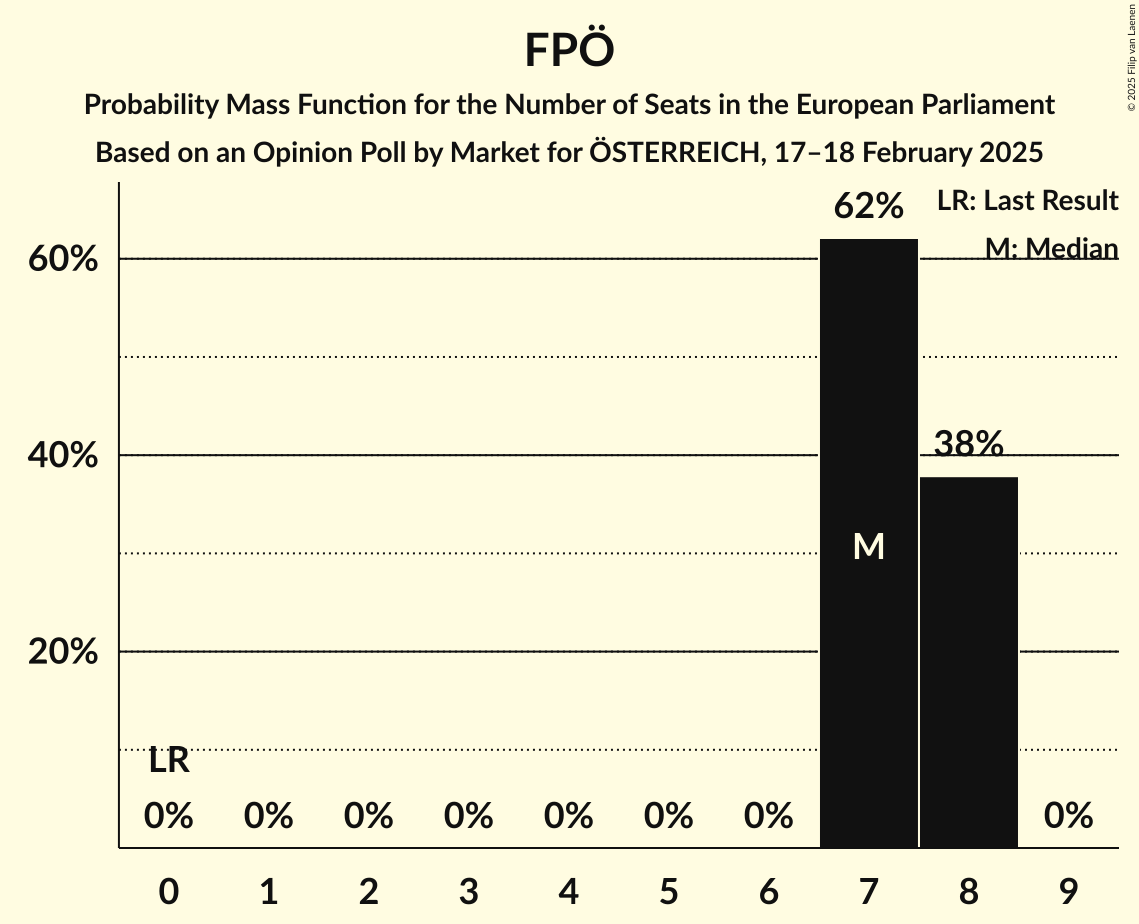 FPÖ
Probability Mass Function for the Number of Seats in the European Parliament
Based on an Opinion Poll by Market for ÖSTERREICH, 17–18 February 2025
© 2025 Filip van Laenen
LR: Last Result
M: Median
62%
60%
38%
40%
M
20%
LR
0% 0% 0% 0% 0% 0% 0% 0%
0 1 2 3 4 5 6 7 8 9